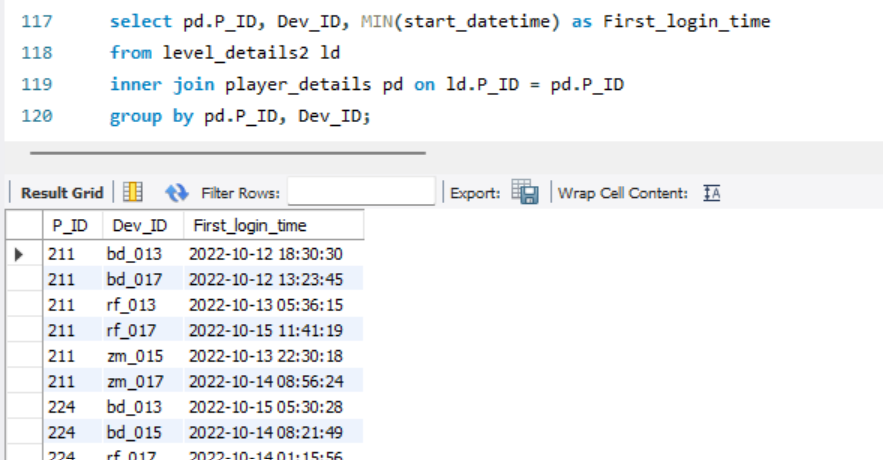 117 select pd.P_ID, Dev_ID, MIN(start_datetime) as First_login_time
118 from level_details2 ld
119 inner join player_details pd on ld.P_ID = pd.P_ID
120 group by pd.P_ID, Dev_ID;
Result Grid Filter Rows: Export: Wrap Cell Content: IA
P_ID Dev_ID First_login_time
211 bd_013 2022-10-12 18:30:30
211 bd_017 2022-10-12 13:23:45
211 rf_013 2022-10-13 05:36:15
211 rf_017 2022-10-15 11:41:19
211 zm_015 2022-10-13 22:30:18
211 zm_017 2022-10-14 08:56:24
224 bd_013 2022-10-15 05:30:28
224 bd_015 2022-10-14 08:21:49
224 rf_017 2022-10-14 01:15:56